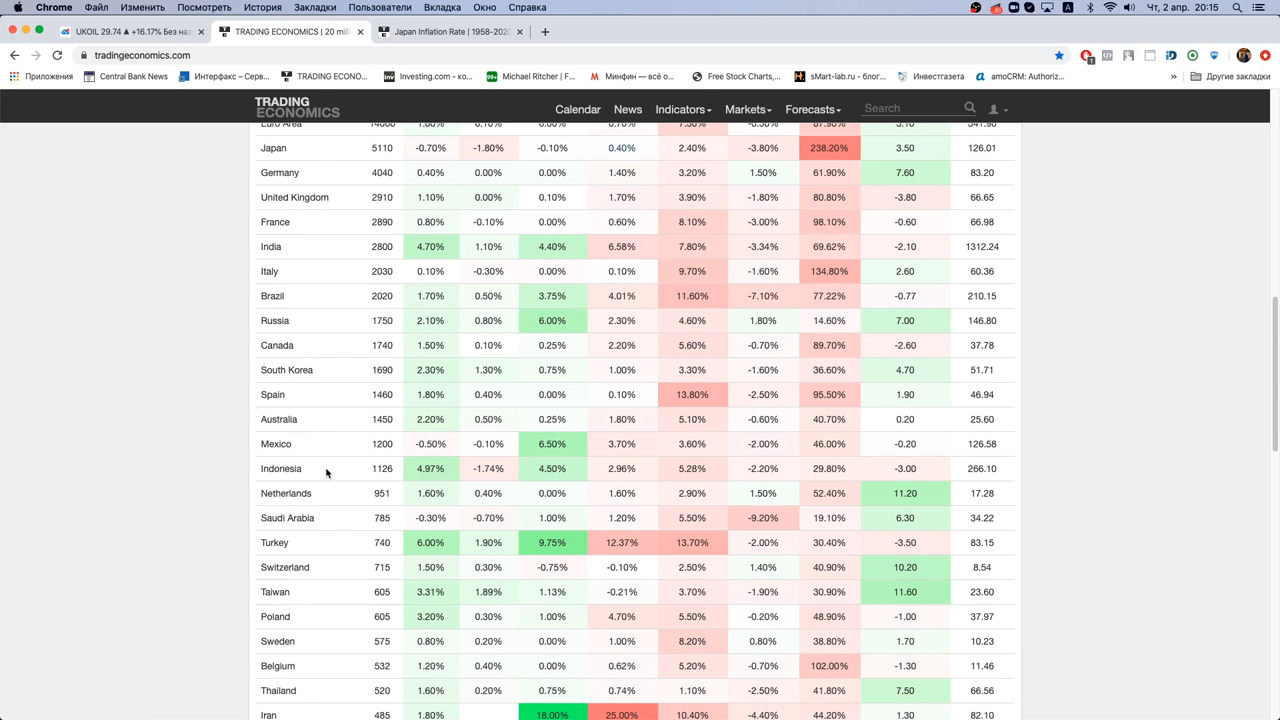 Chrome Файл Изменить Посмотреть История Закладки Пользователи Вкладка Окно Справка Чт, 2 апр. 20:15
UKOIL 29.74 ▲ +16.17% Без наз × TRADING ECONOMICS | 20 mill × Japan Inflation Rate | 1958-2020 × +
tradingeconomics.com
Приложения Central Bank News Интерфакс – Серв... TRADING ECONO... Investing.com - ко... Michael Ritcher | F... Минфин — всё о... Free Stock Charts,... sMart-lab.ru - блог... Инвестгазета amoCRM: Authoriz... » Другие закладки
TRADING ECONOMICS Calendar News Indicators Markets Forecasts Search
Euro Area
Japan 5110 -0.70% -1.80% -0.10% 0.40% 2.40% -3.80% 238.20% 3.50 126.01
Germany 4040 0.40% 0.00% 0.00% 1.40% 3.20% 1.50% 61.90% 7.60 83.20
United Kingdom 2910 1.10% 0.00% 0.10% 1.70% 3.90% -1.80% 80.80% -3.80 66.65
France 2890 0.80% -0.10% 0.00% 0.60% 8.10% -3.00% 98.10% -0.60 66.98
India 2800 4.70% 1.10% 4.40% 6.58% 7.80% -3.34% 69.62% -2.10 1312.24
Italy 2030 0.10% -0.30% 0.00% 0.10% 9.70% -1.60% 134.80% 2.60 60.36
Brazil 2020 1.70% 0.50% 3.75% 4.01% 11.60% -7.10% 77.22% -0.77 210.15
Russia 1750 2.10% 0.80% 6.00% 2.30% 4.60% 1.80% 14.60% 7.00 146.80
Canada 1740 1.50% 0.10% 0.25% 2.20% 5.60% -0.70% 89.70% -2.60 37.78
South Korea 1690 2.30% 1.30% 0.75% 1.00% 3.30% -1.60% 36.60% 4.70 51.71
Spain 1460 1.80% 0.40% 0.00% 0.10% 13.80% -2.50% 95.50% 1.90 46.94
Australia 1450 2.20% 0.50% 0.25% 1.80% 5.10% -0.60% 40.70% 0.20 25.60
Mexico 1200 -0.50% -0.10% 6.50% 3.70% 3.60% -2.00% 46.00% -0.20 126.58
Indonesia 1126 4.97% -1.74% 4.50% 2.96% 5.28% -2.20% 29.80% -3.00 266.10
Netherlands 951 1.60% 0.40% 0.00% 1.60% 2.90% 1.50% 52.40% 11.20 17.28
Saudi Arabia 785 -0.30% -0.70% 1.00% 1.20% 5.50% -9.20% 19.10% 6.30 34.22
Turkey 740 6.00% 1.90% 9.75% 12.37% 13.70% -2.00% 30.40% -3.50 83.15
Switzerland 715 1.50% 0.30% -0.75% -0.10% 2.50% 1.40% 40.90% 10.20 8.54
Taiwan 605 3.31% 1.89% 1.13% -0.21% 3.70% -1.90% 30.90% 11.60 23.60
Poland 605 3.20% 0.30% 1.00% 4.70% 5.50% -0.20% 48.90% -1.00 37.97
Sweden 575 0.80% 0.20% 0.00% 1.00% 8.20% 0.80% 38.80% 1.70 10.23
Belgium 532 1.20% 0.40% 0.00% 0.62% 5.20% -0.70% 102.00% -1.30 11.46
Thailand 520 1.60% 0.20% 0.75% 0.74% 1.10% -2.50% 41.80% 7.50 66.56
Iran 485 1.80% 18.00% 25.00% 10.40% -4.40% 44.20% 1.30 82.10